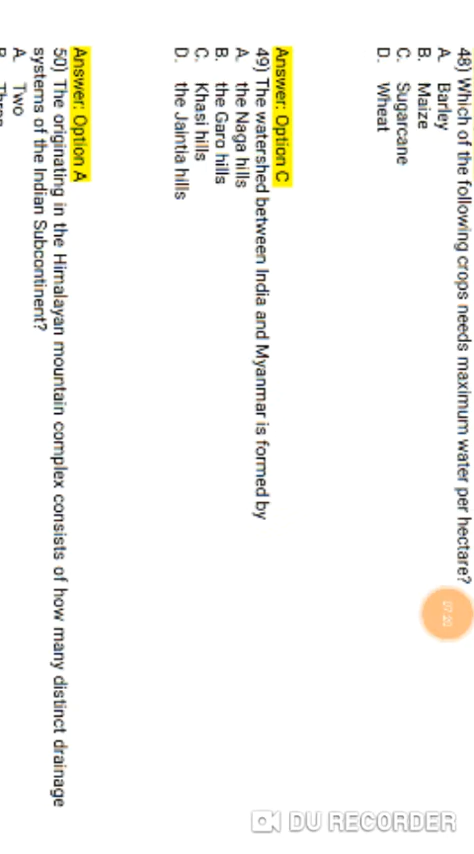 48) Which of the following crops needs maximum water per hectare?
A. Barley
B. Maize
C. Sugarcane
D. Wheat
Answer: Option C
49) The watershed between India and Myanmar is formed by
A. the Naga hills
B. the Garo hills
C. Khasi hills
D. the Jaintia hills
Answer: Option A
50) The originating in the Himalayan mountain complex consists of how many distinct drainage
systems of the Indian Subcontinent?
A. Two
DU RECORDER